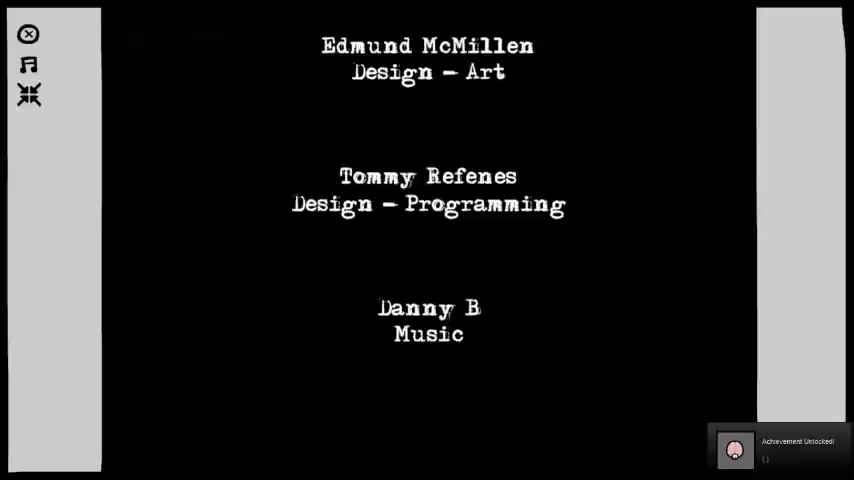 Edmund McMillen
Design - Art
Tommy Refenes
Design - Programming
Danny B
Music
Achievement Unlocked!
()